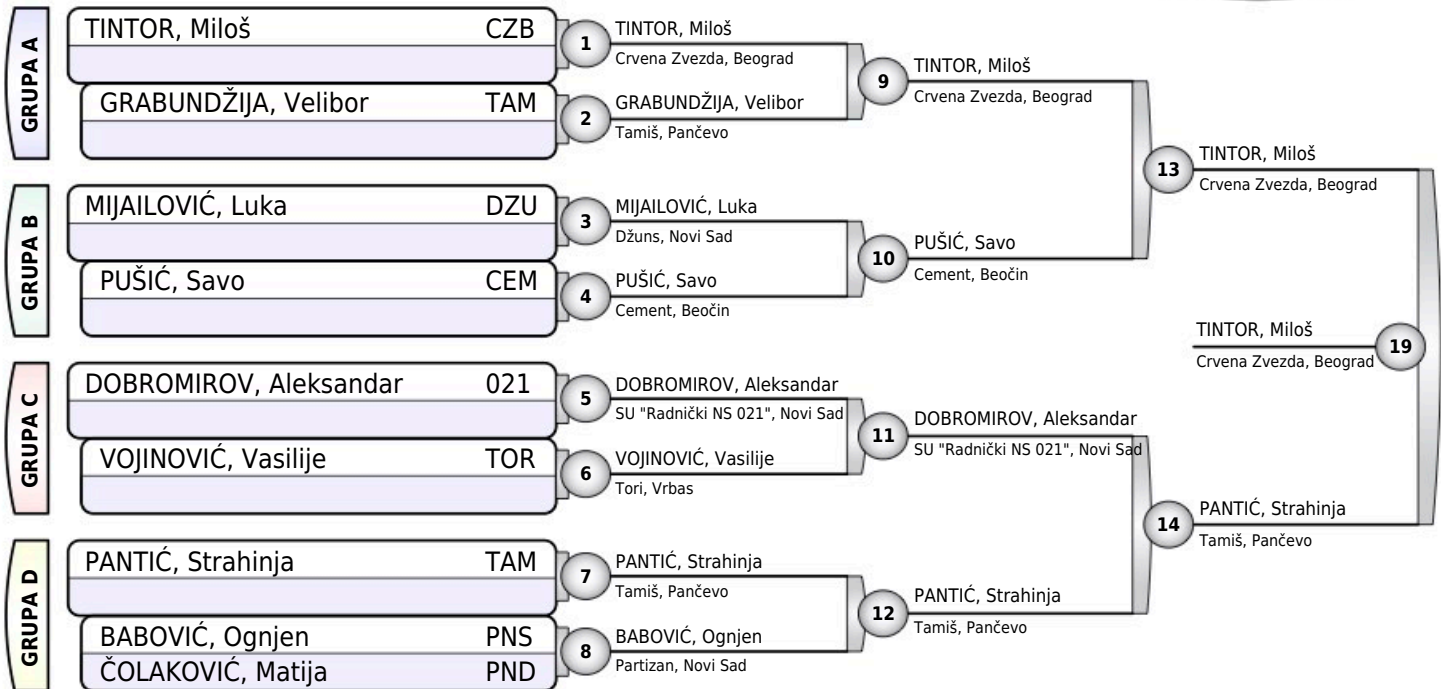 GRUPA A
TINTOR, Miloš CZB
GRABUNDŽIJA, Velibor TAM
GRUPA B
MIJAILOVIĆ, Luka DZU
PUŠIĆ, Savo CEM
GRUPA C
DOBROMIROV, Aleksandar 021
VOJINOVIĆ, Vasilije TOR
GRUPA D
PANTIĆ, Strahinja TAM
BABOVIĆ, Ognjen PNS
ČOLAKOVIĆ, Matija PND
1
TINTOR, Miloš
Crvena Zvezda, Beograd
2
GRABUNDŽIJA, Velibor
Tamiš, Pančevo
3
MIJAILOVIĆ, Luka
Džuns, Novi Sad
4
PUŠIĆ, Savo
Cement, Beočin
5
DOBROMIROV, Aleksandar
SU "Radnički NS 021", Novi Sad
6
VOJINOVIĆ, Vasilije
Tori, Vrbas
7
PANTIĆ, Strahinja
Tamiš, Pančevo
8
BABOVIĆ, Ognjen
Partizan, Novi Sad
9
TINTOR, Miloš
Crvena Zvezda, Beograd
10
PUŠIĆ, Savo
Cement, Beočin
11
DOBROMIROV, Aleksandar
SU "Radnički NS 021", Novi Sad
12
PANTIĆ, Strahinja
Tamiš, Pančevo
13
TINTOR, Miloš
Crvena Zvezda, Beograd
14
PANTIĆ, Strahinja
Tamiš, Pančevo
TINTOR, Miloš
Crvena Zvezda, Beograd
19